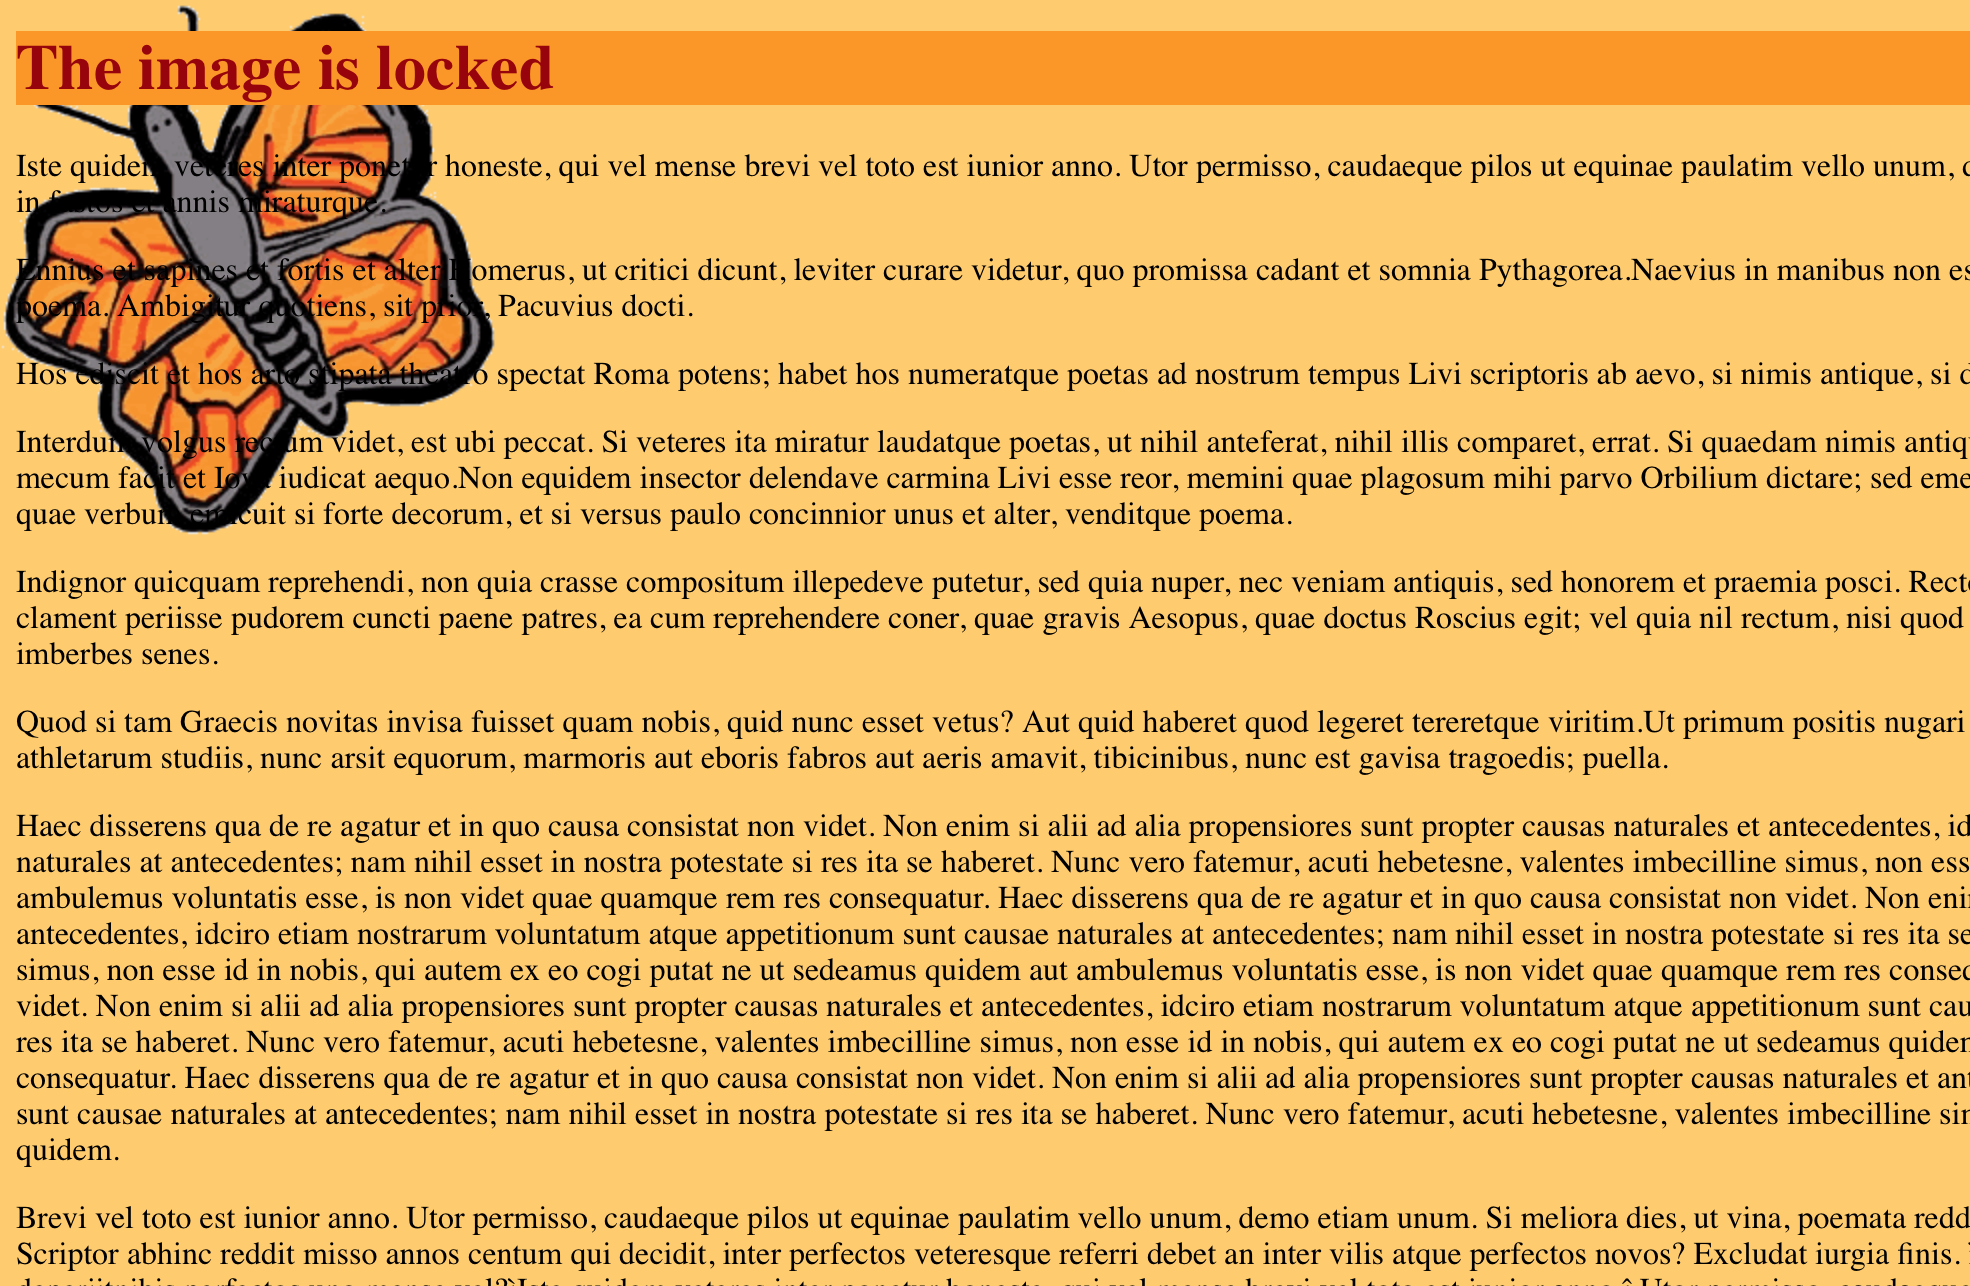 The image is locked
Iste quidem veteres inter ponetur honeste, qui vel mense brevi vel toto est iunior anno. Utor permisso, caudaeque pilos ut equinae paulatim vello unum,
in fastos et annis miraturque.
Ennius et sapines et fortis et alter Homerus, ut critici dicunt, leviter curare videtur, quo promissa cadant et somnia Pythagorea.Naevius in manibus non es
poema. Ambigitur quotiens, sit prior, Pacuvius docti.
Hos ediscit et hos arto stipata theatro spectat Roma potens; habet hos numeratque poetas ad nostrum tempus Livi scriptoris ab aevo, si nimis antique, si d
Interdum volgus rectum videt, est ubi peccat. Si veteres ita miratur laudatque poetas, ut nihil anteferat, nihil illis comparet, errat. Si quaedam nimis antiq
mecum facit et Iova iudicat aequo.Non equidem insector delendave carmina Livi esse reor, memini quae plagosum mihi parvo Orbilium dictare; sed eme
quae verbum emicuit si forte decorum, et si versus paulo concinnior unus et alter, venditque poema.
Indignor quicquam reprehendi, non quia crasse compositum illepedeve putetur, sed quia nuper, nec veniam antiquis, sed honorem et praemia posci. Recte
clament periisse pudorem cuncti paene patres, ea cum reprehendere coner, quae gravis Aesopus, quae doctus Roscius egit; vel quia nil rectum, nisi quod
imberbes senes.
Quod si tam Graecis novitas invisa fuisset quam nobis, quid nunc esset vetus? Aut quid haberet quod legeret tereretque viritim.Ut primum positis nugari
athletarum studiis, nunc arsit equorum, marmoris aut eboris fabros aut aeris amavit, tibicinibus, nunc est gavisa tragoedis; puella.
Haec disserens qua de re agatur et in quo causa consistat non videt. Non enim si alii ad alia propensiores sunt propter causas naturales et antecedentes, id
naturales at antecedentes; nam nihil esset in nostra potestate si res ita se haberet. Nunc vero fatemur, acuti hebetesne, valentes imbecilline simus, non ess
ambulemus voluntatis esse, is non videt quae quamque rem res consequatur. Haec disserens qua de re agatur et in quo causa consistat non videt. Non eni
antecedentes, idciro etiam nostrarum voluntatum atque appetitionum sunt causae naturales at antecedentes; nam nihil esset in nostra potestate si res ita se
simus, non esse id in nobis, qui autem ex eo cogi putat ne ut sedeamus quidem aut ambulemus voluntatis esse, is non videt quae quamque rem res conseq
videt. Non enim si alii ad alia propensiores sunt propter causas naturales et antecedentes, idciro etiam nostrarum voluntatum atque appetitionum sunt cau
res ita se haberet. Nunc vero fatemur, acuti hebetesne, valentes imbecilline simus, non esse id in nobis, qui autem ex eo cogi putat ne ut sedeamus quidem
consequatur. Haec disserens qua de re agatur et in quo causa consistat non videt. Non enim si alii ad alia propensiores sunt propter causas naturales et ant
sunt causae naturales at antecedentes; nam nihil esset in nostra potestate si res ita se haberet. Nunc vero fatemur, acuti hebetesne, valentes imbecilline sim
quidem.
Brevi vel toto est iunior anno. Utor permisso, caudaeque pilos ut equinae paulatim vello unum, demo etiam unum. Si meliora dies, ut vina, poemata redd
Scriptor abhinc reddit misso annos centum qui decidit, inter perfectos veteresque referri debet an inter vilis atque perfectos novos? Excludat iurgia finis.